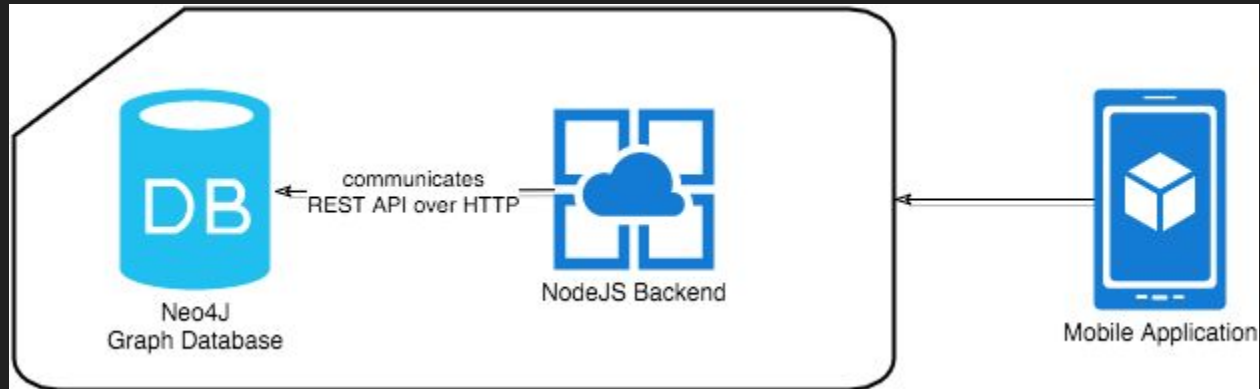 DB
communicates
REST API over HTTP
Neo4J
Graph Database
NodeJS Backend
Mobile Application